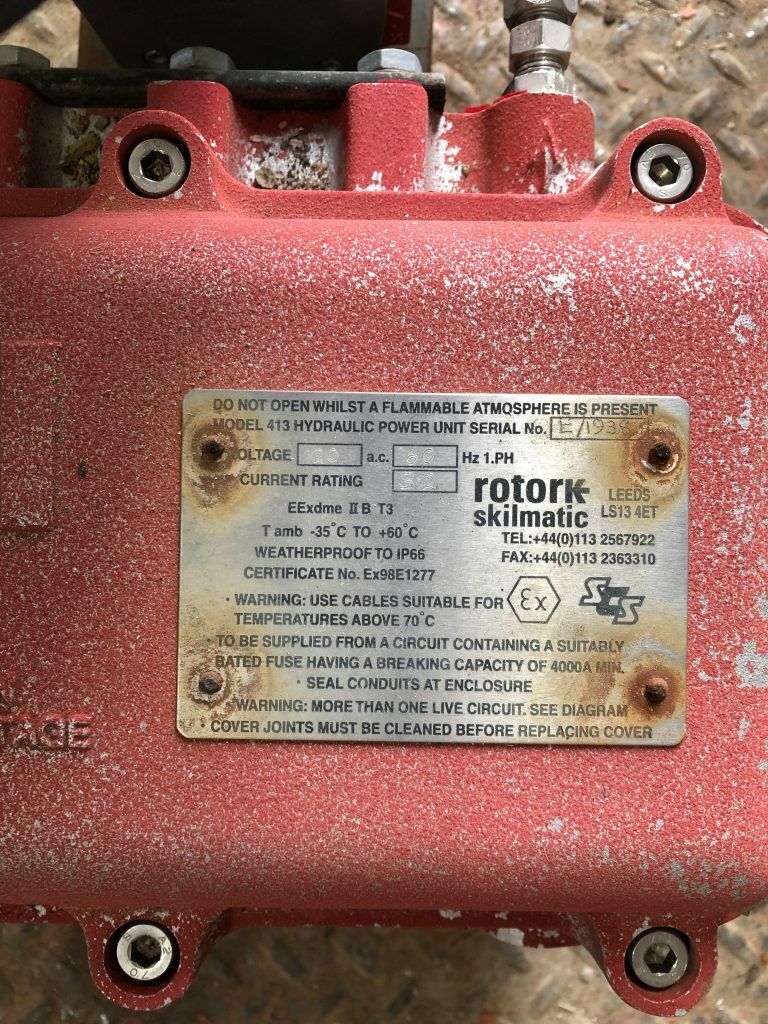 DO NOT OPEN WHILST A FLAMMABLE ATMOSPHERE IS PRESENT
MODEL 413 HYDRAULIC POWER UNIT SERIAL No.
VOLTAGE a.c. 60 Hz 1.PH
CURRENT RATING
rotork
skilmatic
LEEDS
LS13 4ET
TEL:+44(0)113 2567922
FAX:+44(0)113 2363310
EExdme II B T3
T amb -35°C TO +60°C
WEATHERPROOF TO IP66
CERTIFICATE No. Ex98E1277
εx
SCS
· WARNING: USE CABLES SUITABLE FOR
TEMPERATURES ABOVE 70°C
· TO BE SUPPLIED FROM A CIRCUIT CONTAINING A SUITABLY
RATED FUSE HAVING A BREAKING CAPACITY OF 4000A MIN.
· SEAL CONDUITS AT ENCLOSURE
· WARNING: MORE THAN ONE LIVE CIRCUIT. SEE DIAGRAM
COVER JOINTS MUST BE CLEANED BEFORE REPLACING COVER